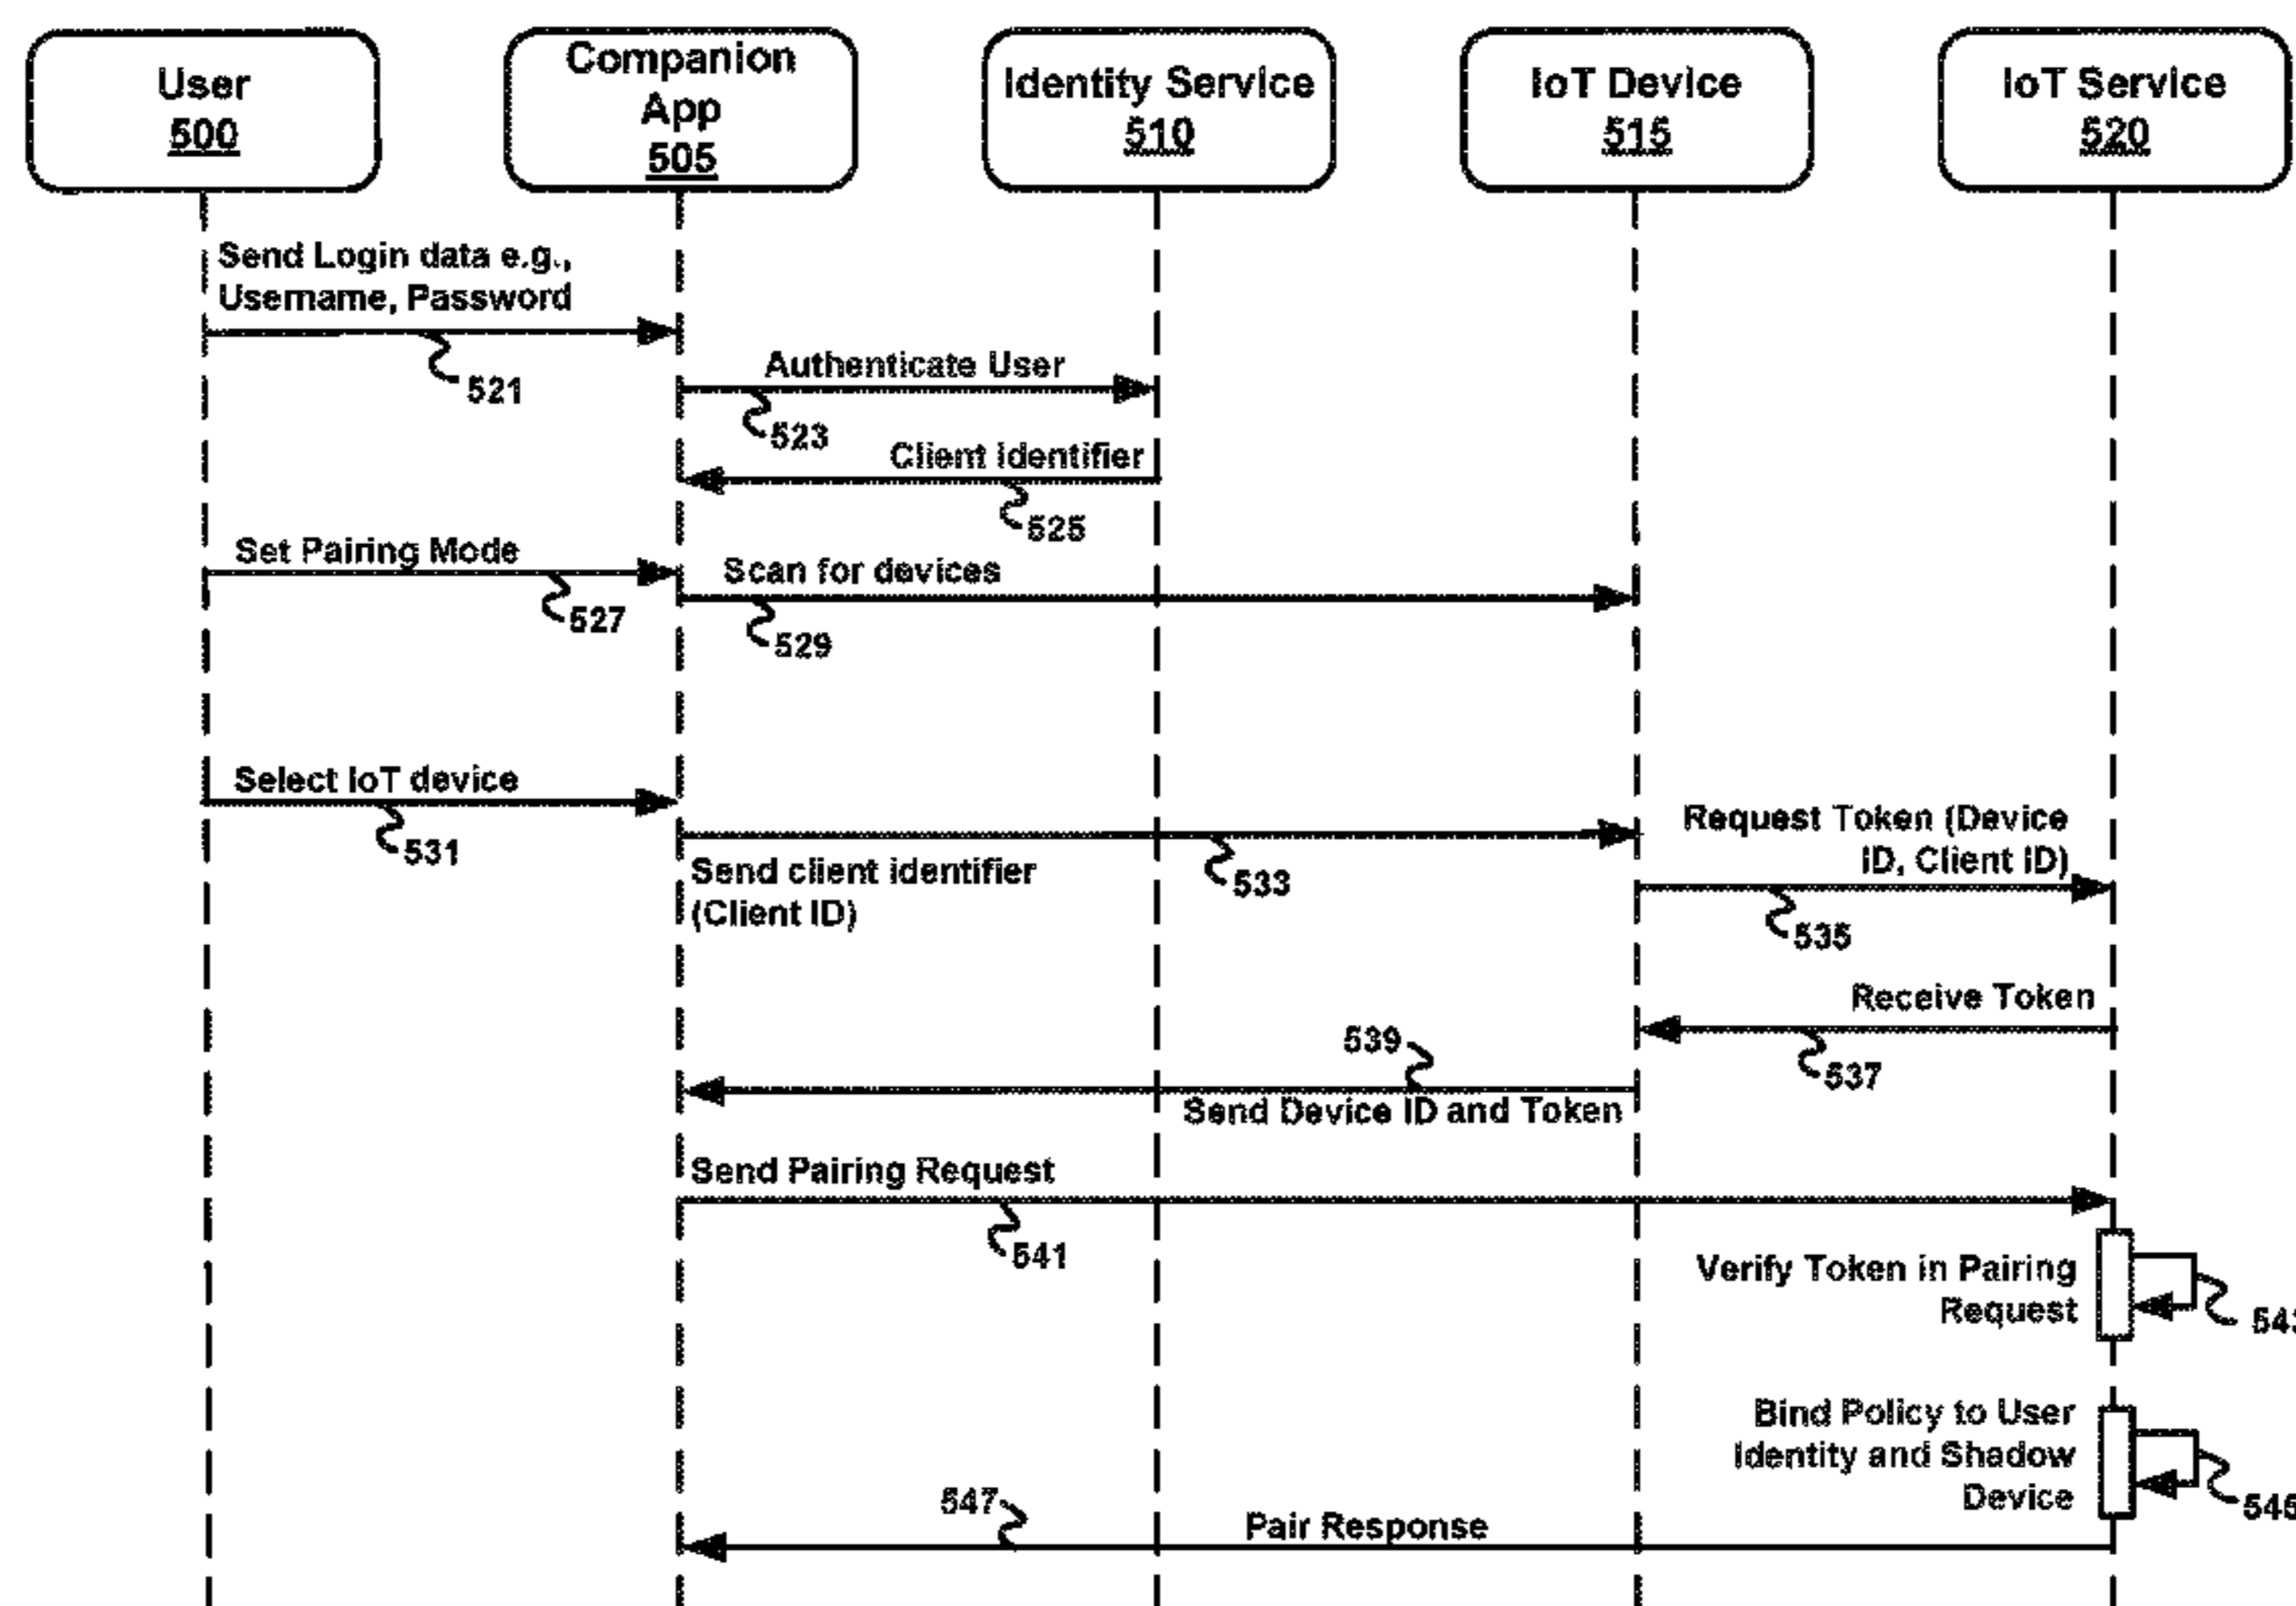 User
500
Companion
App
505
Identity Service
510
IoT Device
515
IoT Service
520
Send Login data e.g.,
Username, Password
521
Authenticate User
523
Client Identifier
525
Set Pairing Mode
527
Scan for devices
529
Select IoT device
531
Send client identifier
(Client ID)
533
Request Token (Device
ID, Client ID)
535
Receive Token
537
539
Send Device ID and Token
Send Pairing Request
541
Verify Token in Pairing
Request
543
Bind Policy to User
Identity and Shadow
Device
545
547
Pair Response